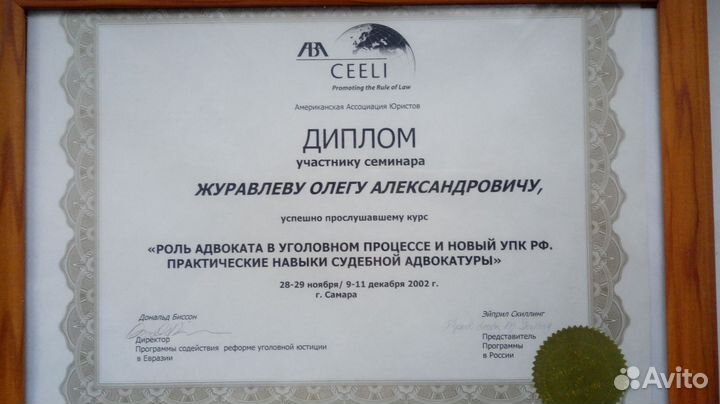 ABA
CEELI
Promoting the Rule of Law
Американская Ассоциация Юристов
ДИПЛОМ
участнику семинара
ЖУРАВЛЕВУ ОЛЕГУ АЛЕКСАНДРОВИЧУ,
успешно прослушавшему курс
«РОЛЬ АДВОКАТА В УГОЛОВНОМ ПРОЦЕССЕ И НОВЫЙ УПК РФ.
ПРАКТИЧЕСКИЕ НАВЫКИ СУДЕБНОЙ АДВОКАТУРЫ»
28-29 ноября/ 9-11 декабря 2002 г.
г. Самара
Дональд Биссон
Директор
Программы содействия реформе уголовной юстиции
в Евразии
Эйприл Скиллинг
Представитель
Программы
в России
Avito